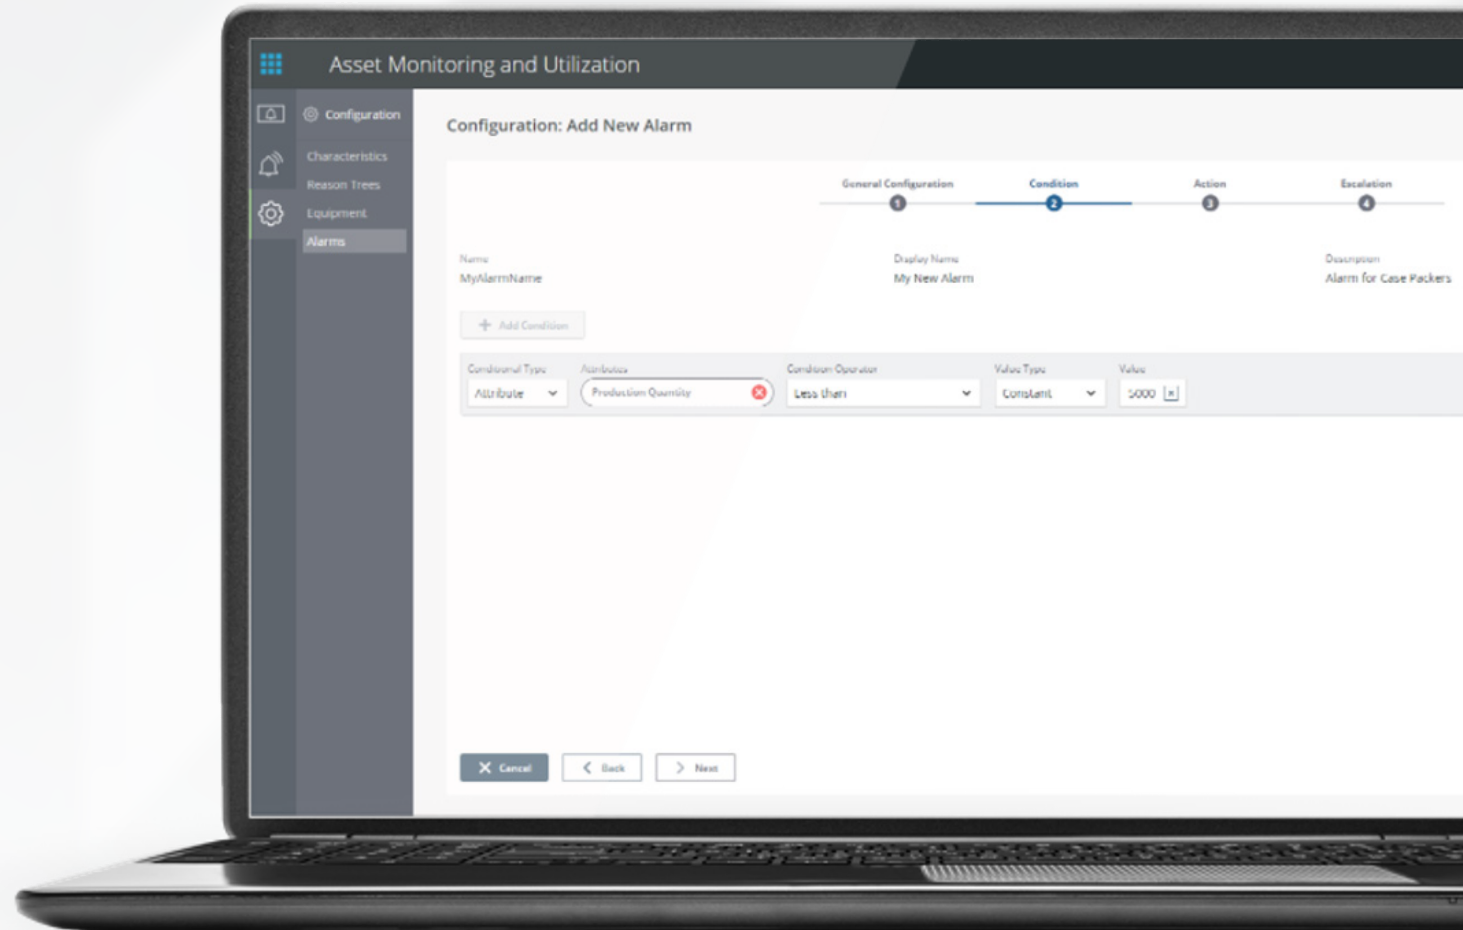 Asset Monitoring and Utilization
Configuration
Characteristics
Reason Trees
Equipment
Alarms
Configuration: Add New Alarm
General Configuration Condition Action Escalation
1 2 3 4
Name Display Name Description
MyAlarmName My New Alarm Alarm for Case Packers
Add Condition
Conditional Type Attributes Condition Operator Value Type Value
Attribute Production Quantity Less than Constant 5000
Cancel Back Next